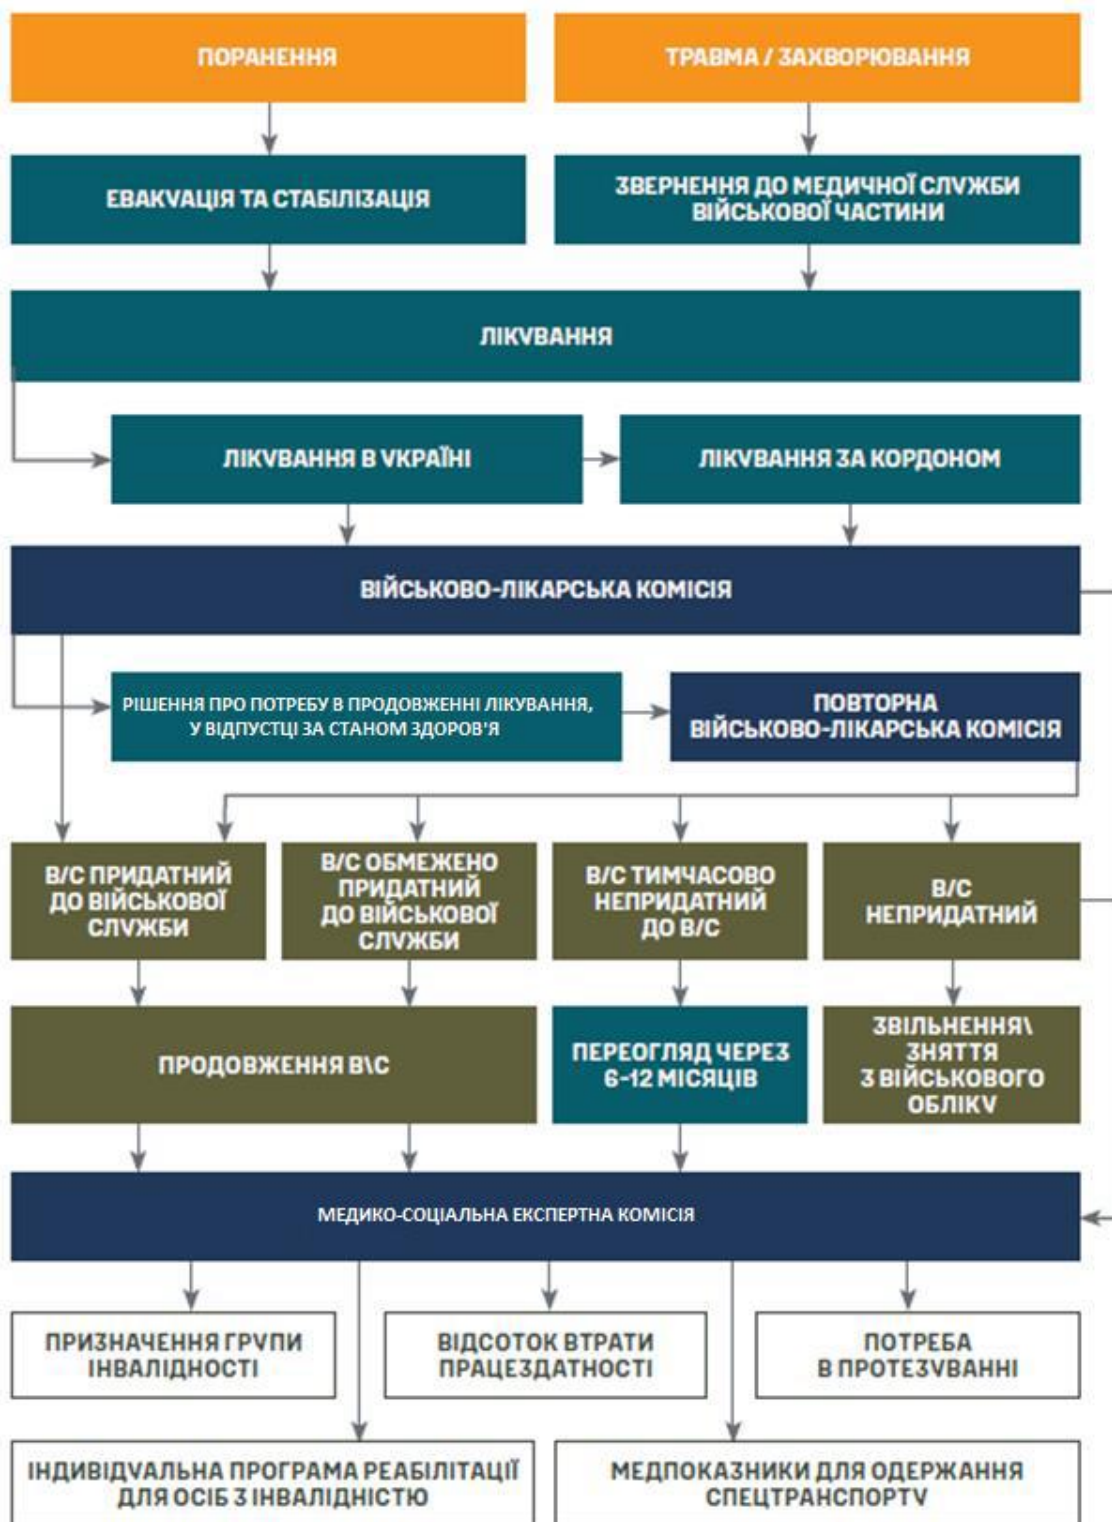 ПОРАНЕННЯ
ТРАВМА / ЗАХВОРЮВАННЯ
ЕВАКУАЦІЯ ТА СТАБІЛІЗАЦІЯ
ЗВЕРНЕННЯ ДО МЕДИЧНОЇ СЛУЖБИ
ВІЙСЬКОВОЇ ЧАСТИНИ
ЛІКУВАННЯ
ЛІКУВАННЯ В УКРАЇНІ
ЛІКУВАННЯ ЗА КОРДОНОМ
ВІЙСЬКОВО-ЛІКАРСЬКА КОМІСІЯ
РІШЕННЯ ПРО ПОТРЕБУ В ПРОДОВЖЕННІ ЛІКУВАННЯ,
У ВІДПУСТЦІ ЗА СТАНОМ ЗДОРОВ'Я
ПОВТОРНА
ВІЙСЬКОВО-ЛІКАРСЬКА КОМІСІЯ
В/С ПРИДАТНИЙ
ДО ВІЙСЬКОВОЇ
СЛУЖБИ
В/С ОБМЕЖЕНО
ПРИДАТНИЙ
ДО ВІЙСЬКОВОЇ
СЛУЖБИ
В/С ТИМЧАСОВО
НЕПРИДАТНИЙ
ДО В/С
В/С
НЕПРИДАТНИЙ
ПРОДОВЖЕННЯ В\С
ПЕРЕОГЛЯД ЧЕРЕЗ
6-12 МІСЯЦІВ
ЗВІЛЬНЕННЯ\
ЗНЯТТЯ
З ВІЙСЬКОВОГО
ОБЛІКУ
МЕДИКО-СОЦІАЛЬНА ЕКСПЕРТНА КОМІСІЯ
ПРИЗНАЧЕННЯ ГРУПИ
ІНВАЛІДНОСТІ
ВІДСОТОК ВТРАТИ
ПРАЦЕЗДАТНОСТІ
ПОТРЕБА
В ПРОТЕЗУВАННІ
ІНДИВІДУАЛЬНА ПРОГРАМА РЕАБІЛІТАЦІЇ
ДЛЯ ОСІБ З ІНВАЛІДНІСТЮ
МЕДПОКАЗНИКИ ДЛЯ ОДЕРЖАННЯ
СПЕЦТРАНСПОРТУ